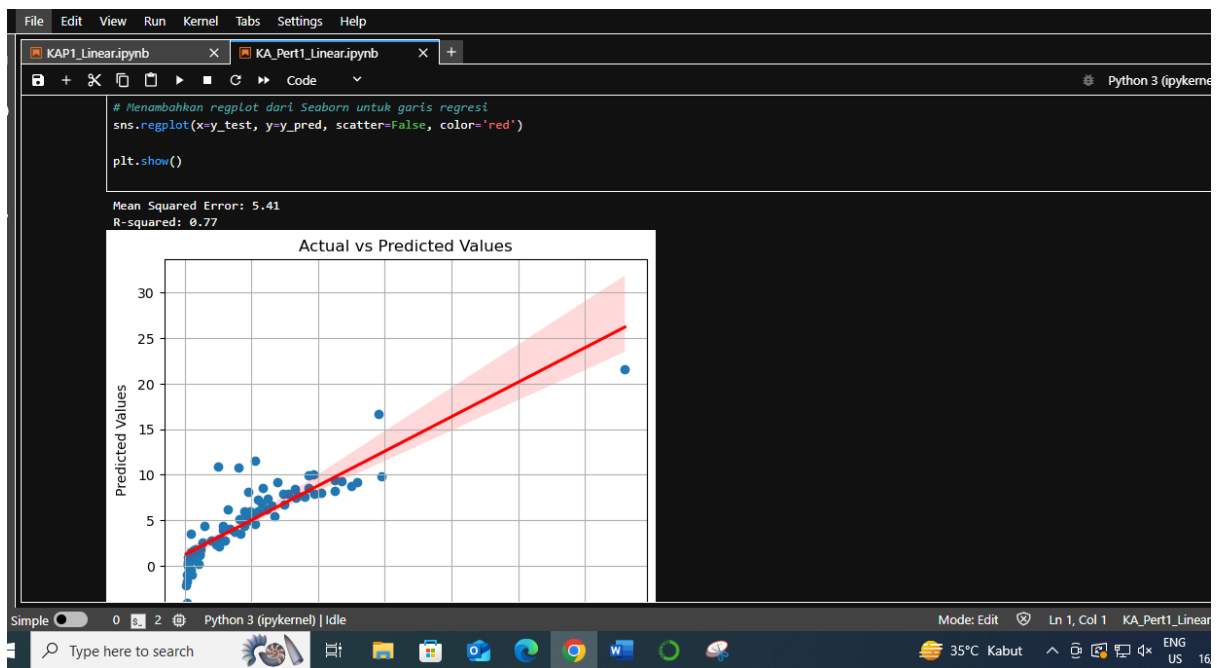 File Edit View Run Kernel Tabs Settings Help
KAP1_Linear.ipynb × KA_Pert1_Linear.ipynb × +
Code Python 3 (ipykerne
# Menambahkan regplot dari Seaborn untuk garis regresi
sns.regplot(x=y_test, y=y_pred, scatter=False, color='red')
plt.show()
Mean Squared Error: 5.41
R-squared: 0.77
Actual vs Predicted Values
30
25
20
15
10
5
0
Predicted Values
Simple 0 $_ 2 Python 3 (ipykernel) | Idle Mode: Edit Ln 1, Col 1 KA_Pert1_Linear
Type here to search 35°C Kabut ENG
US 16